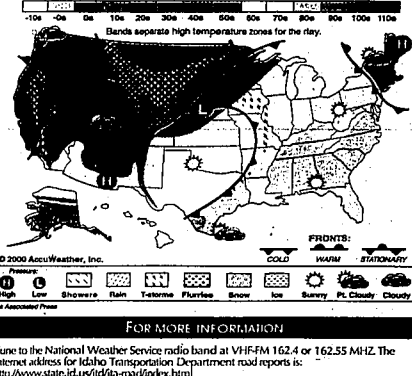 -10s -0s 0s 10s 20s 30s 40s 50s 60s 70s 80s 90s 100s 110s
Bands separate high temperature zones for the day.
H
L
H
© 2000 AccuWeather, Inc.
FRONTS:
COLD WARM STATIONARY
Pressure:
H L
High Low Showers Rain T-storms Flurries Snow Ice Sunny Pt. Cloudy Cloudy
Associated Press
FOR MORE INFORMATION
une to the National Weather Service radio band at VHF-FM 162.4 or 162.55 MHZ. The
nternet address for Idaho Transportation Department road reports is:
ttp://www.state.id.us/itd/ita-road/index.html